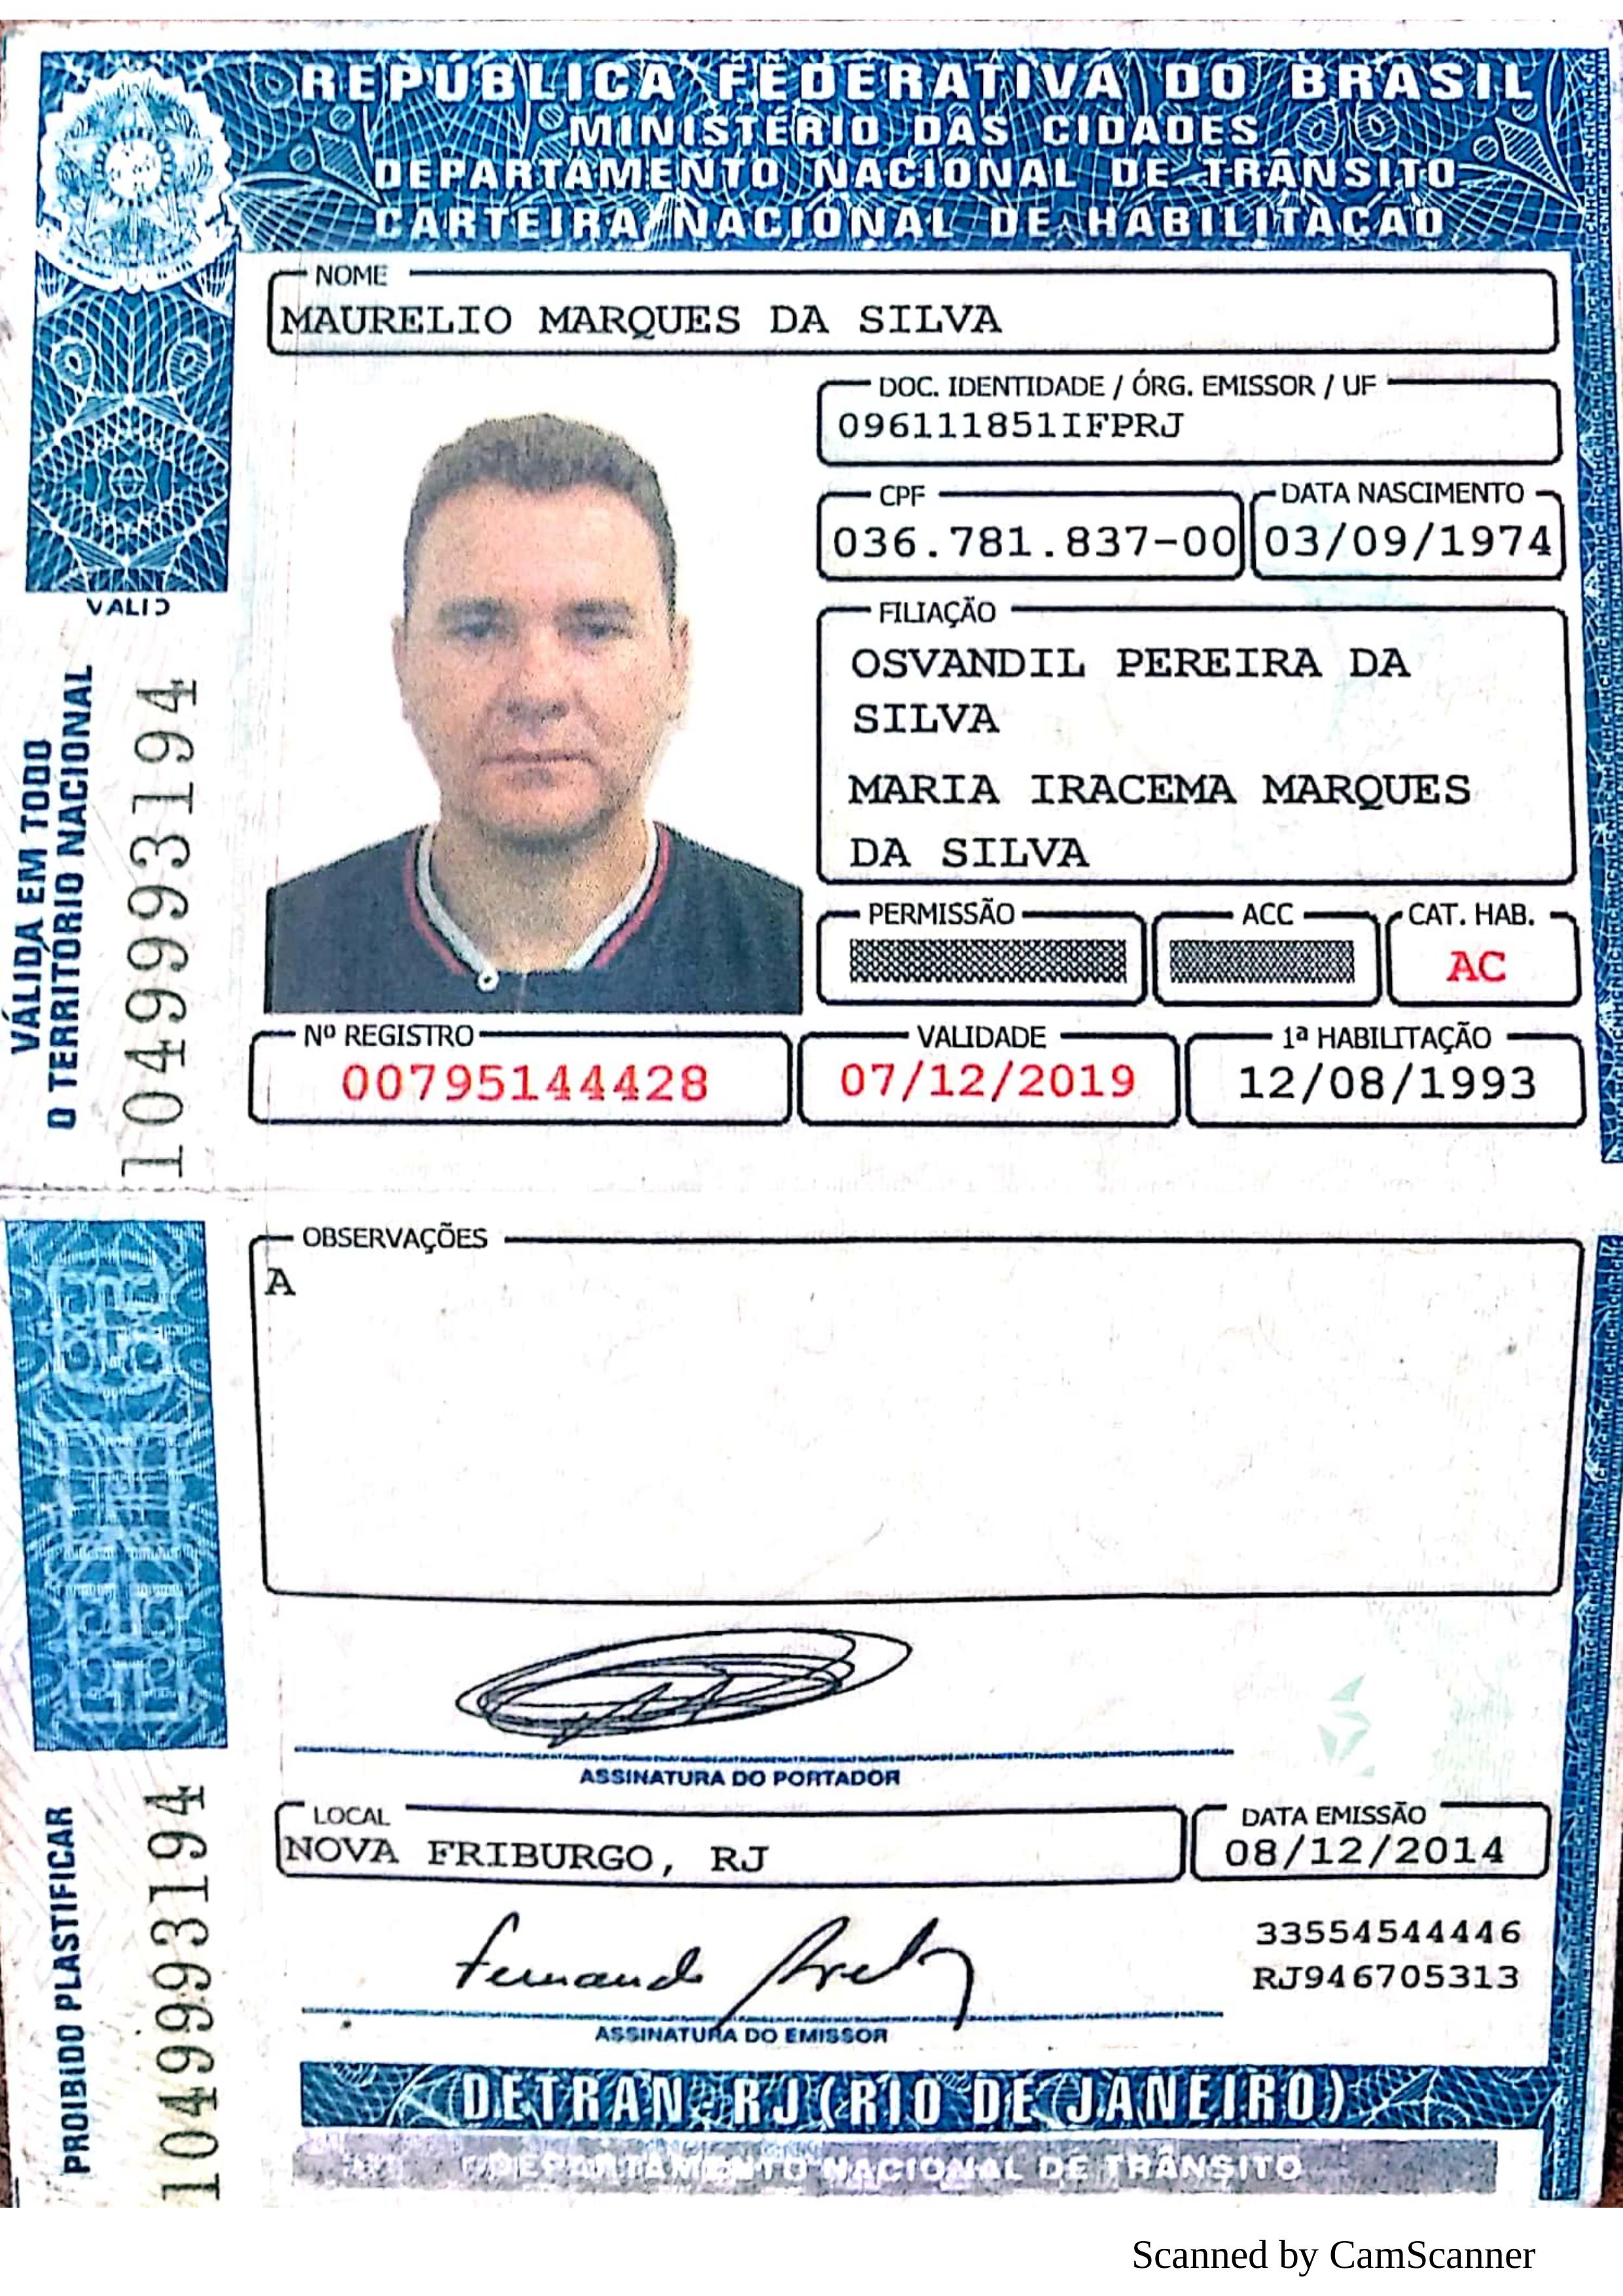 REPÚBLICA FEDERATIVA DO BRASIL
MINISTÉRIO DAS CIDADES
DEPARTAMENTO NACIONAL DE TRÂNSITO
CARTEIRA NACIONAL DE HABILITAÇÃO
NOME
MAURELIO MARQUES DA SILVA
DOC. IDENTIDADE / ÓRG. EMISSOR / UF
096111851IFPRJ
CPF
036.781.837-00
DATA NASCIMENTO
03/09/1974
FILIAÇÃO
OSVANDIL PEREIRA DA
SILVA
MARIA IRACEMA MARQUES
DA SILVA
PERMISSÃO
ACC
CAT. HAB.
AC
Nº REGISTRO
00795144428
VALIDADE
07/12/2019
1ª HABILITAÇÃO
12/08/1993
VALID
VÁLIDA EM TODO
O TERRITÓRIO NACIONAL
1049993194
OBSERVAÇÕES
A
ASSINATURA DO PORTADOR
LOCAL
NOVA FRIBURGO, RJ
DATA EMISSÃO
08/12/2014
33554544446
RJ946705313
ASSINATURA DO EMISSOR
PROIBIDO PLASTIFICAR
1049993194
DETRAN-RJ (RIO DE JANEIRO)
DEPARTAMENTO NACIONAL DE TRÂNSITO
Scanned by CamScanner